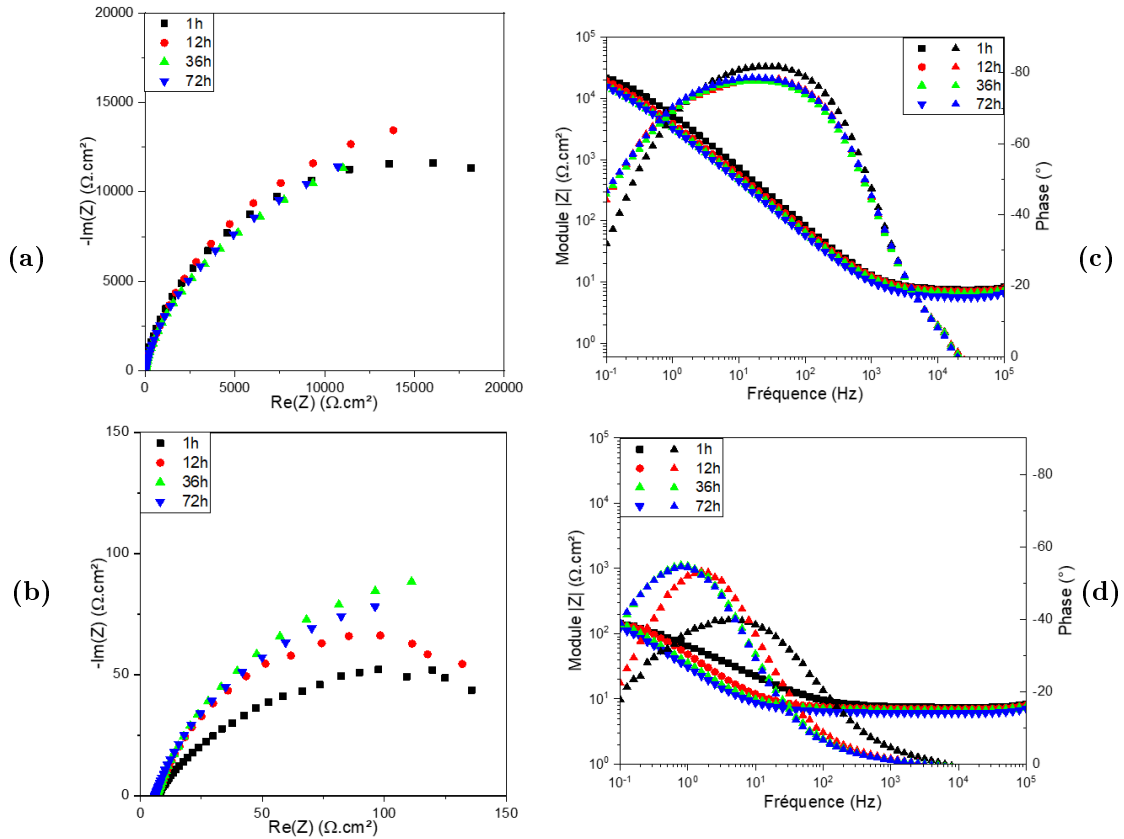 (a)
20000
15000
10000
5000
0
-Im(Z) (Ω.cm²)
1h
12h
36h
72h
0
5000
10000
15000
20000
Re(Z) (Ω.cm²)
(c)
10⁵
10⁴
10³
10²
10¹
10⁰
Module |Z| (Ω.cm²)
1h
12h
36h
72h
-80
-60
-40
-20
0
Phase (°)
10⁻¹
10⁰
10¹
10²
10³
10⁴
10⁵
Fréquence (Hz)
(b)
150
100
50
0
-Im(Z) (Ω.cm²)
1h
12h
36h
72h
0
50
100
150
Re(Z) (Ω.cm²)
(d)
10⁵
10⁴
10³
10²
10¹
10⁰
Module |Z| (Ω.cm²)
1h
12h
36h
72h
-80
-60
-40
-20
0
Phase (°)
10⁻¹
10⁰
10¹
10²
10³
10⁴
10⁵
Fréquence (Hz)